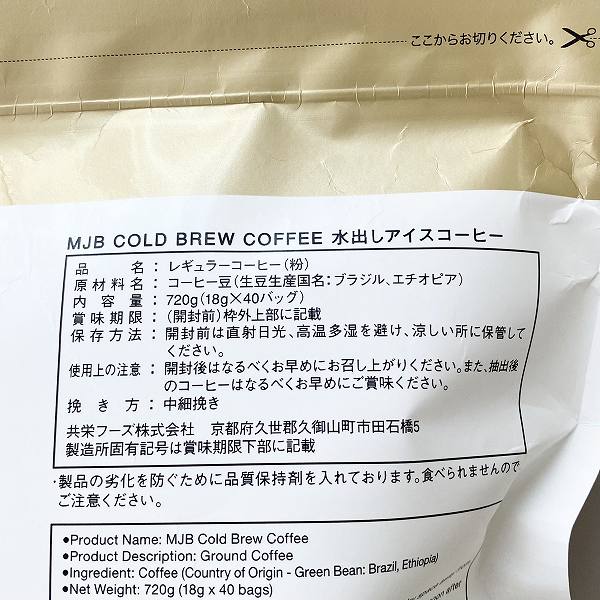 ここからお切りください。
MJB COLD BREW COFFEE 水出しアイスコーヒー
品名：レギュラーコーヒー（粉）
原材料名：コーヒー豆（生豆生産国名：ブラジル、エチオピア）
内容量：720g（18g×40バッグ）
賞味期限：（開封前）枠外上部に記載
保存方法：開封前は直射日光、高温多湿を避け、涼しい所に保管して
ください。
使用上の注意：開封後はなるべくお早めにお召し上がりください。また、抽出後
のコーヒーはなるべくお早めにご賞味ください。
挽き方：中細挽き
共栄フーズ株式会社 京都府久世郡久御山町市田石橋5
製造所固有記号は賞味期限下部に記載
・製品の劣化を防ぐために品質保持剤を入れております。食べられませんので
ご注意ください。
●Product Name: MJB Cold Brew Coffee
●Product Description: Ground Coffee
●Ingredient: Coffee (Country of Origin - Green Bean: Brazil, Ethiopia)
●Net Weight: 720g (18g x 40 bags)